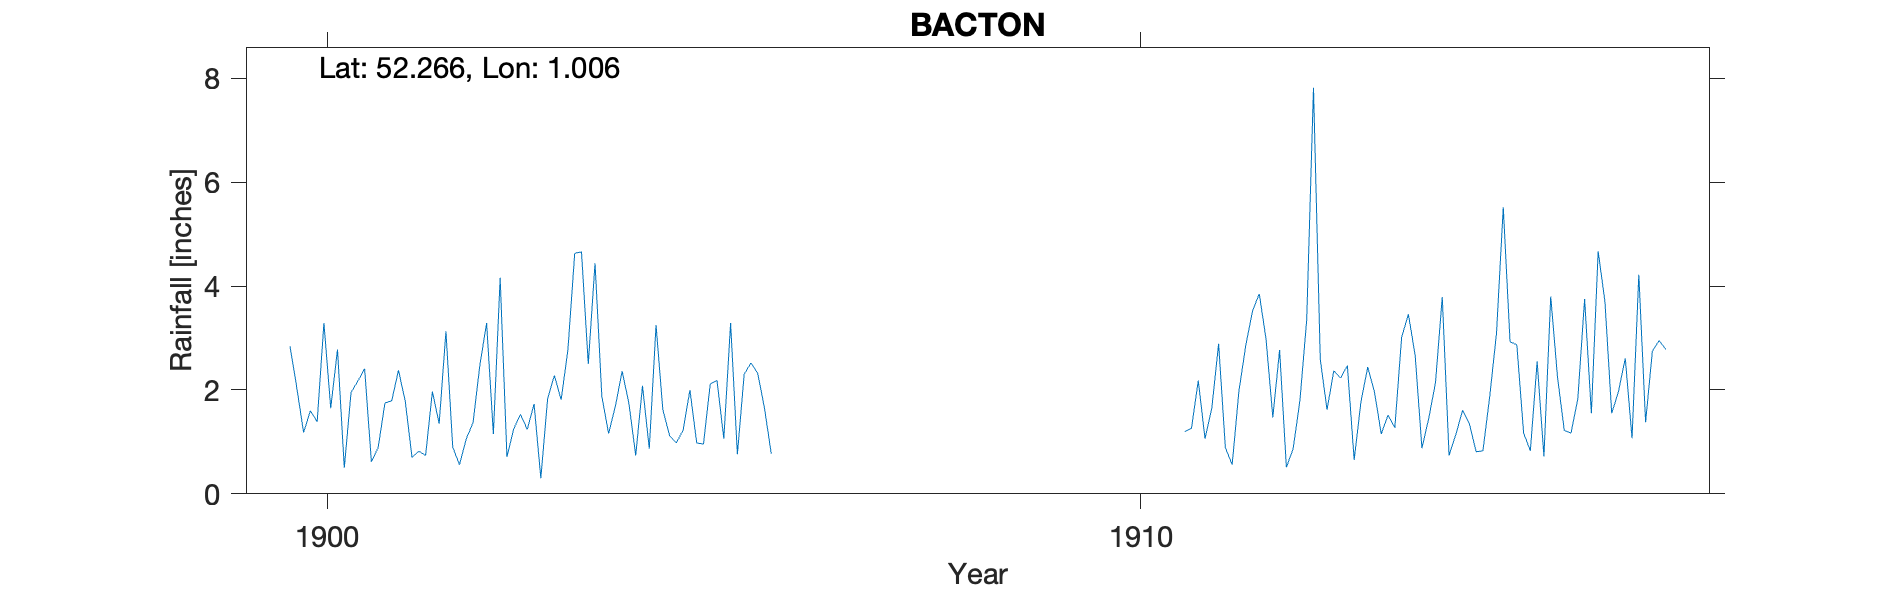 BACTON
Lat: 52.266, Lon: 1.006
8
6
4
2
0
Rainfall [inches]
1900
1910
Year